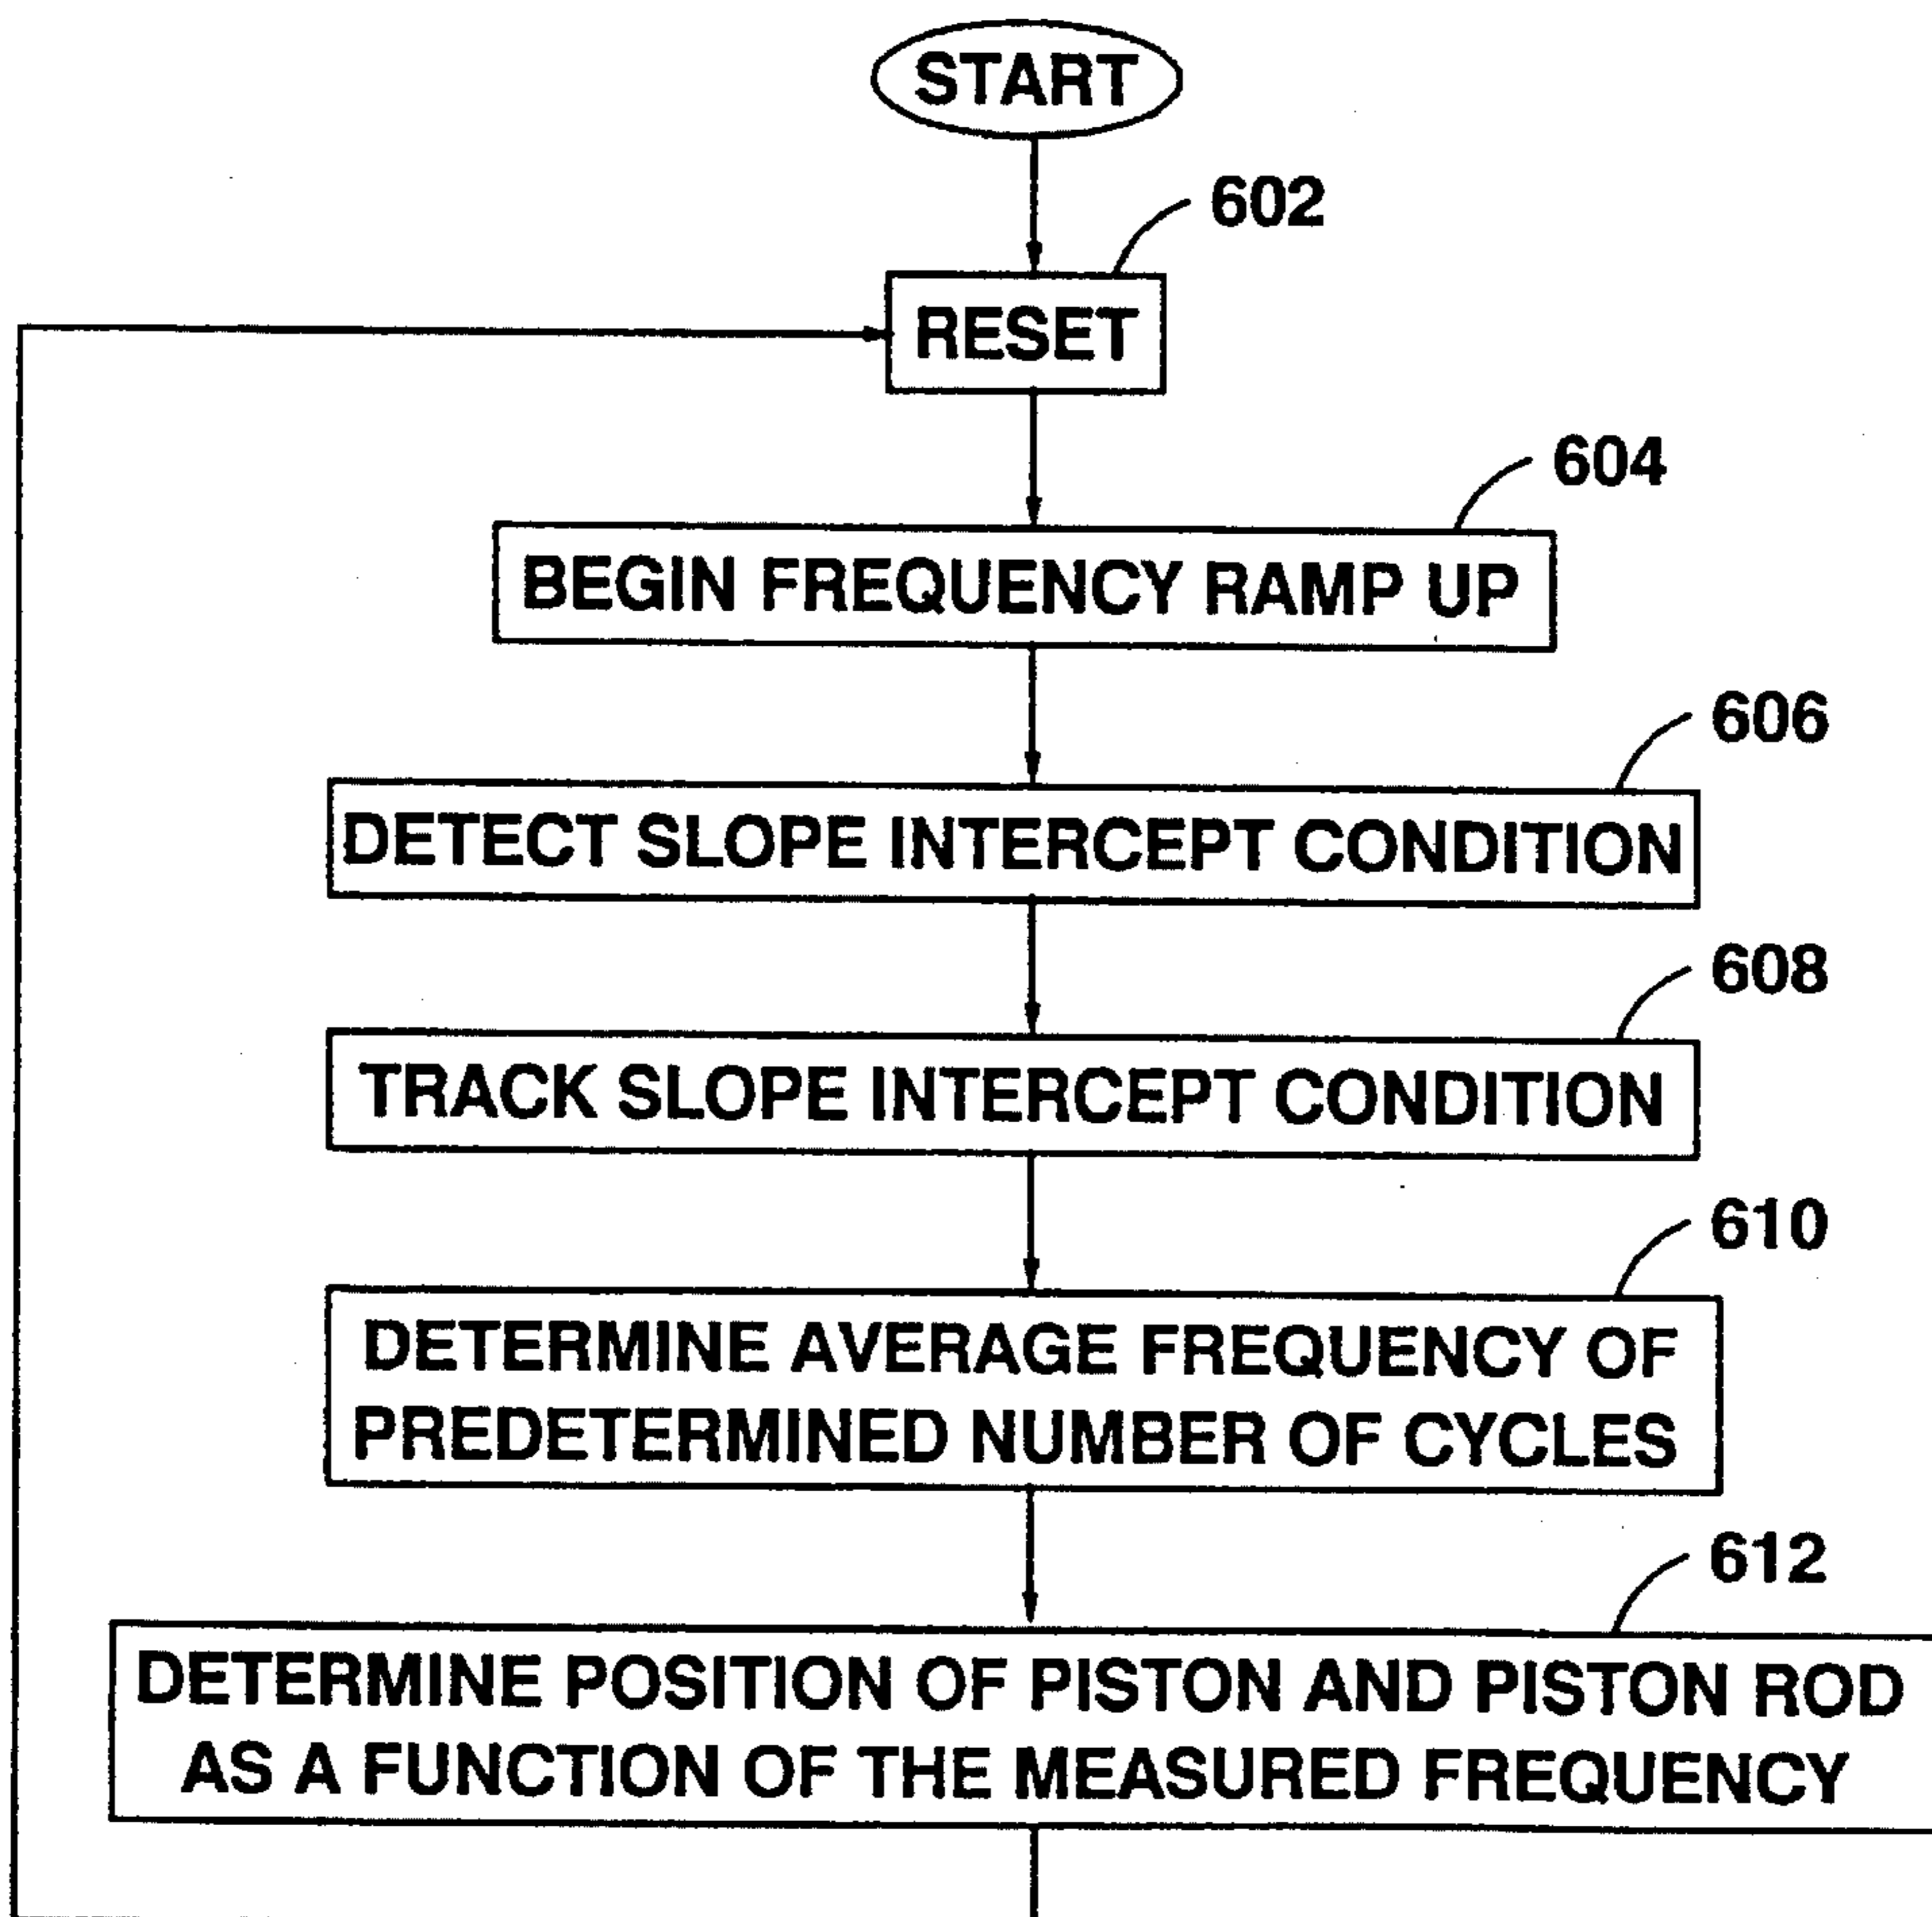 START
602
RESET
604
BEGIN FREQUENCY RAMP UP
606
DETECT SLOPE INTERCEPT CONDITION
608
TRACK SLOPE INTERCEPT CONDITION
610
DETERMINE AVERAGE FREQUENCY OF
PREDETERMINED NUMBER OF CYCLES
612
DETERMINE POSITION OF PISTON AND PISTON ROD
AS A FUNCTION OF THE MEASURED FREQUENCY